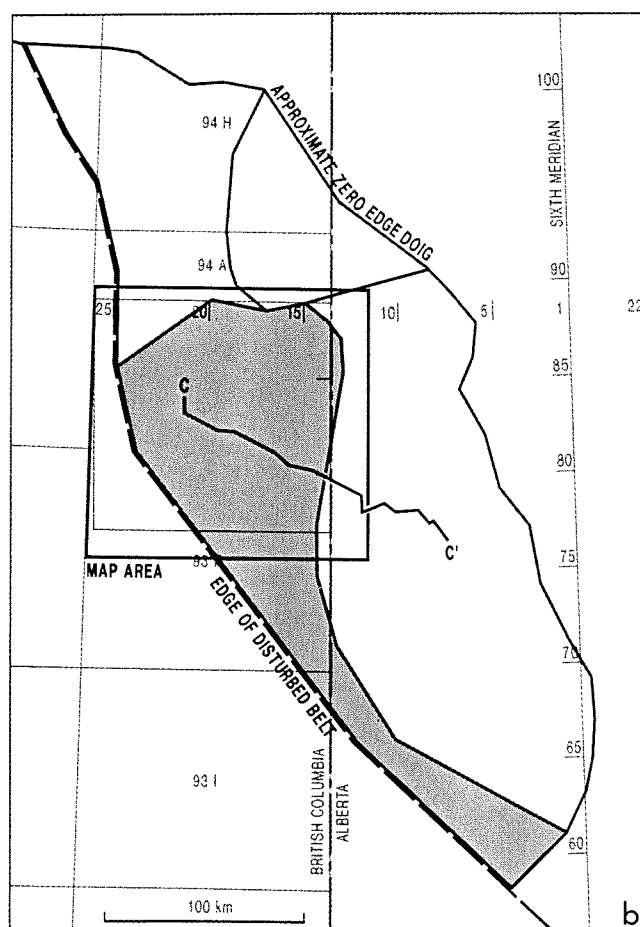 100
94 H
APPROXIMATE ZERO EDGE DOIG
SIXTH MERIDIAN
94 A
90
25
20
15
10
5
1
22
85
C
80
C'
75
MAP AREA
EDGE OF DISTURBED BELT
70
65
93 I
BRITISH COLUMBIA
ALBERTA
60
100 km
b